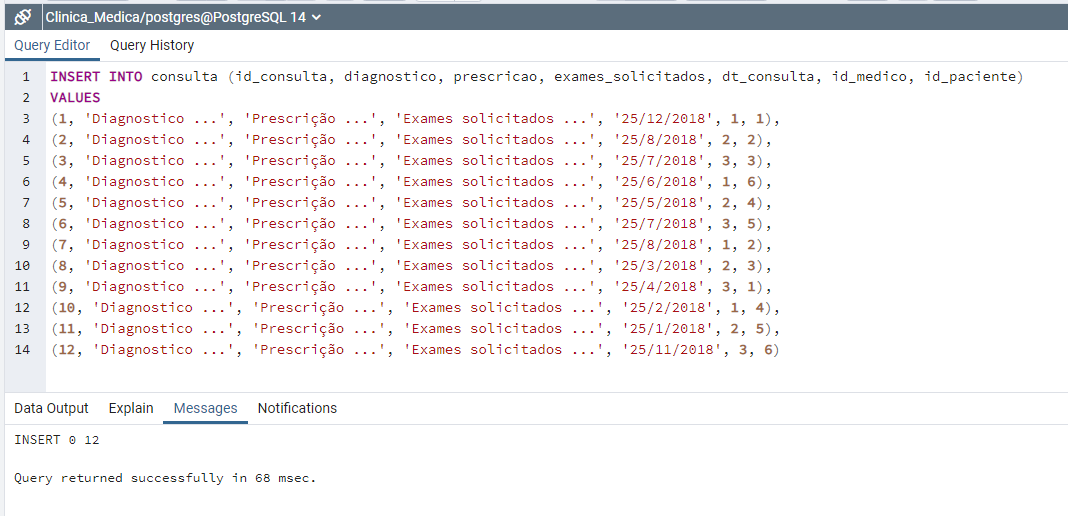 Clinica_Medica/postgres@PostgreSQL 14
Query Editor Query History
1 INSERT INTO consulta (id_consulta, diagnostico, prescricao, exames_solicitados, dt_consulta, id_medico, id_paciente)
2 VALUES
3 (1, 'Diagnostico ...', 'Prescrição ...', 'Exames solicitados ...', '25/12/2018', 1, 1),
4 (2, 'Diagnostico ...', 'Prescrição ...', 'Exames solicitados ...', '25/8/2018', 2, 2),
5 (3, 'Diagnostico ...', 'Prescrição ...', 'Exames solicitados ...', '25/7/2018', 3, 3),
6 (4, 'Diagnostico ...', 'Prescrição ...', 'Exames solicitados ...', '25/6/2018', 1, 6),
7 (5, 'Diagnostico ...', 'Prescrição ...', 'Exames solicitados ...', '25/5/2018', 2, 4),
8 (6, 'Diagnostico ...', 'Prescrição ...', 'Exames solicitados ...', '25/7/2018', 3, 5),
9 (7, 'Diagnostico ...', 'Prescrição ...', 'Exames solicitados ...', '25/8/2018', 1, 2),
10 (8, 'Diagnostico ...', 'Prescrição ...', 'Exames solicitados ...', '25/3/2018', 2, 3),
11 (9, 'Diagnostico ...', 'Prescrição ...', 'Exames solicitados ...', '25/4/2018', 3, 1),
12 (10, 'Diagnostico ...', 'Prescrição ...', 'Exames solicitados ...', '25/2/2018', 1, 4),
13 (11, 'Diagnostico ...', 'Prescrição ...', 'Exames solicitados ...', '25/1/2018', 2, 5),
14 (12, 'Diagnostico ...', 'Prescrição ...', 'Exames solicitados ...', '25/11/2018', 3, 6)
Data Output Explain Messages Notifications
INSERT 0 12
Query returned successfully in 68 msec.